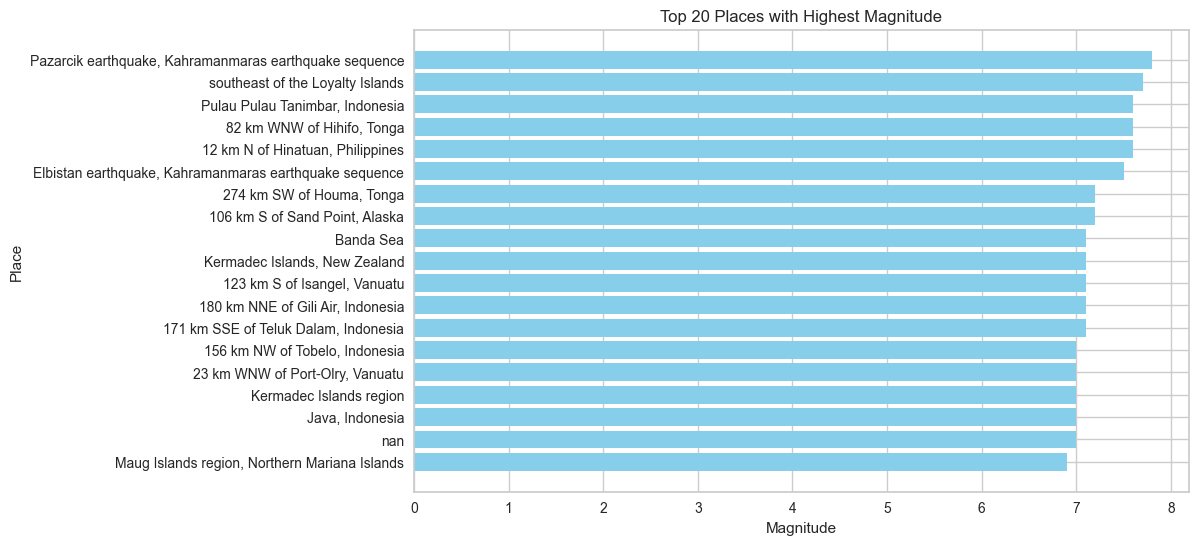 Top 20 Places with Highest Magnitude
Pazarcik earthquake, Kahramanmaras earthquake sequence
southeast of the Loyalty Islands
Pulau Pulau Tanimbar, Indonesia
82 km WNW of Hihifo, Tonga
12 km N of Hinatuan, Philippines
Elbistan earthquake, Kahramanmaras earthquake sequence
274 km SW of Houma, Tonga
106 km S of Sand Point, Alaska
Banda Sea
Kermadec Islands, New Zealand
123 km S of Isangel, Vanuatu
180 km NNE of Gili Air, Indonesia
171 km SSE of Teluk Dalam, Indonesia
156 km NW of Tobelo, Indonesia
23 km WNW of Port-Olry, Vanuatu
Kermadec Islands region
Java, Indonesia
nan
Maug Islands region, Northern Mariana Islands
Place
0 1 2 3 4 5 6 7 8
Magnitude